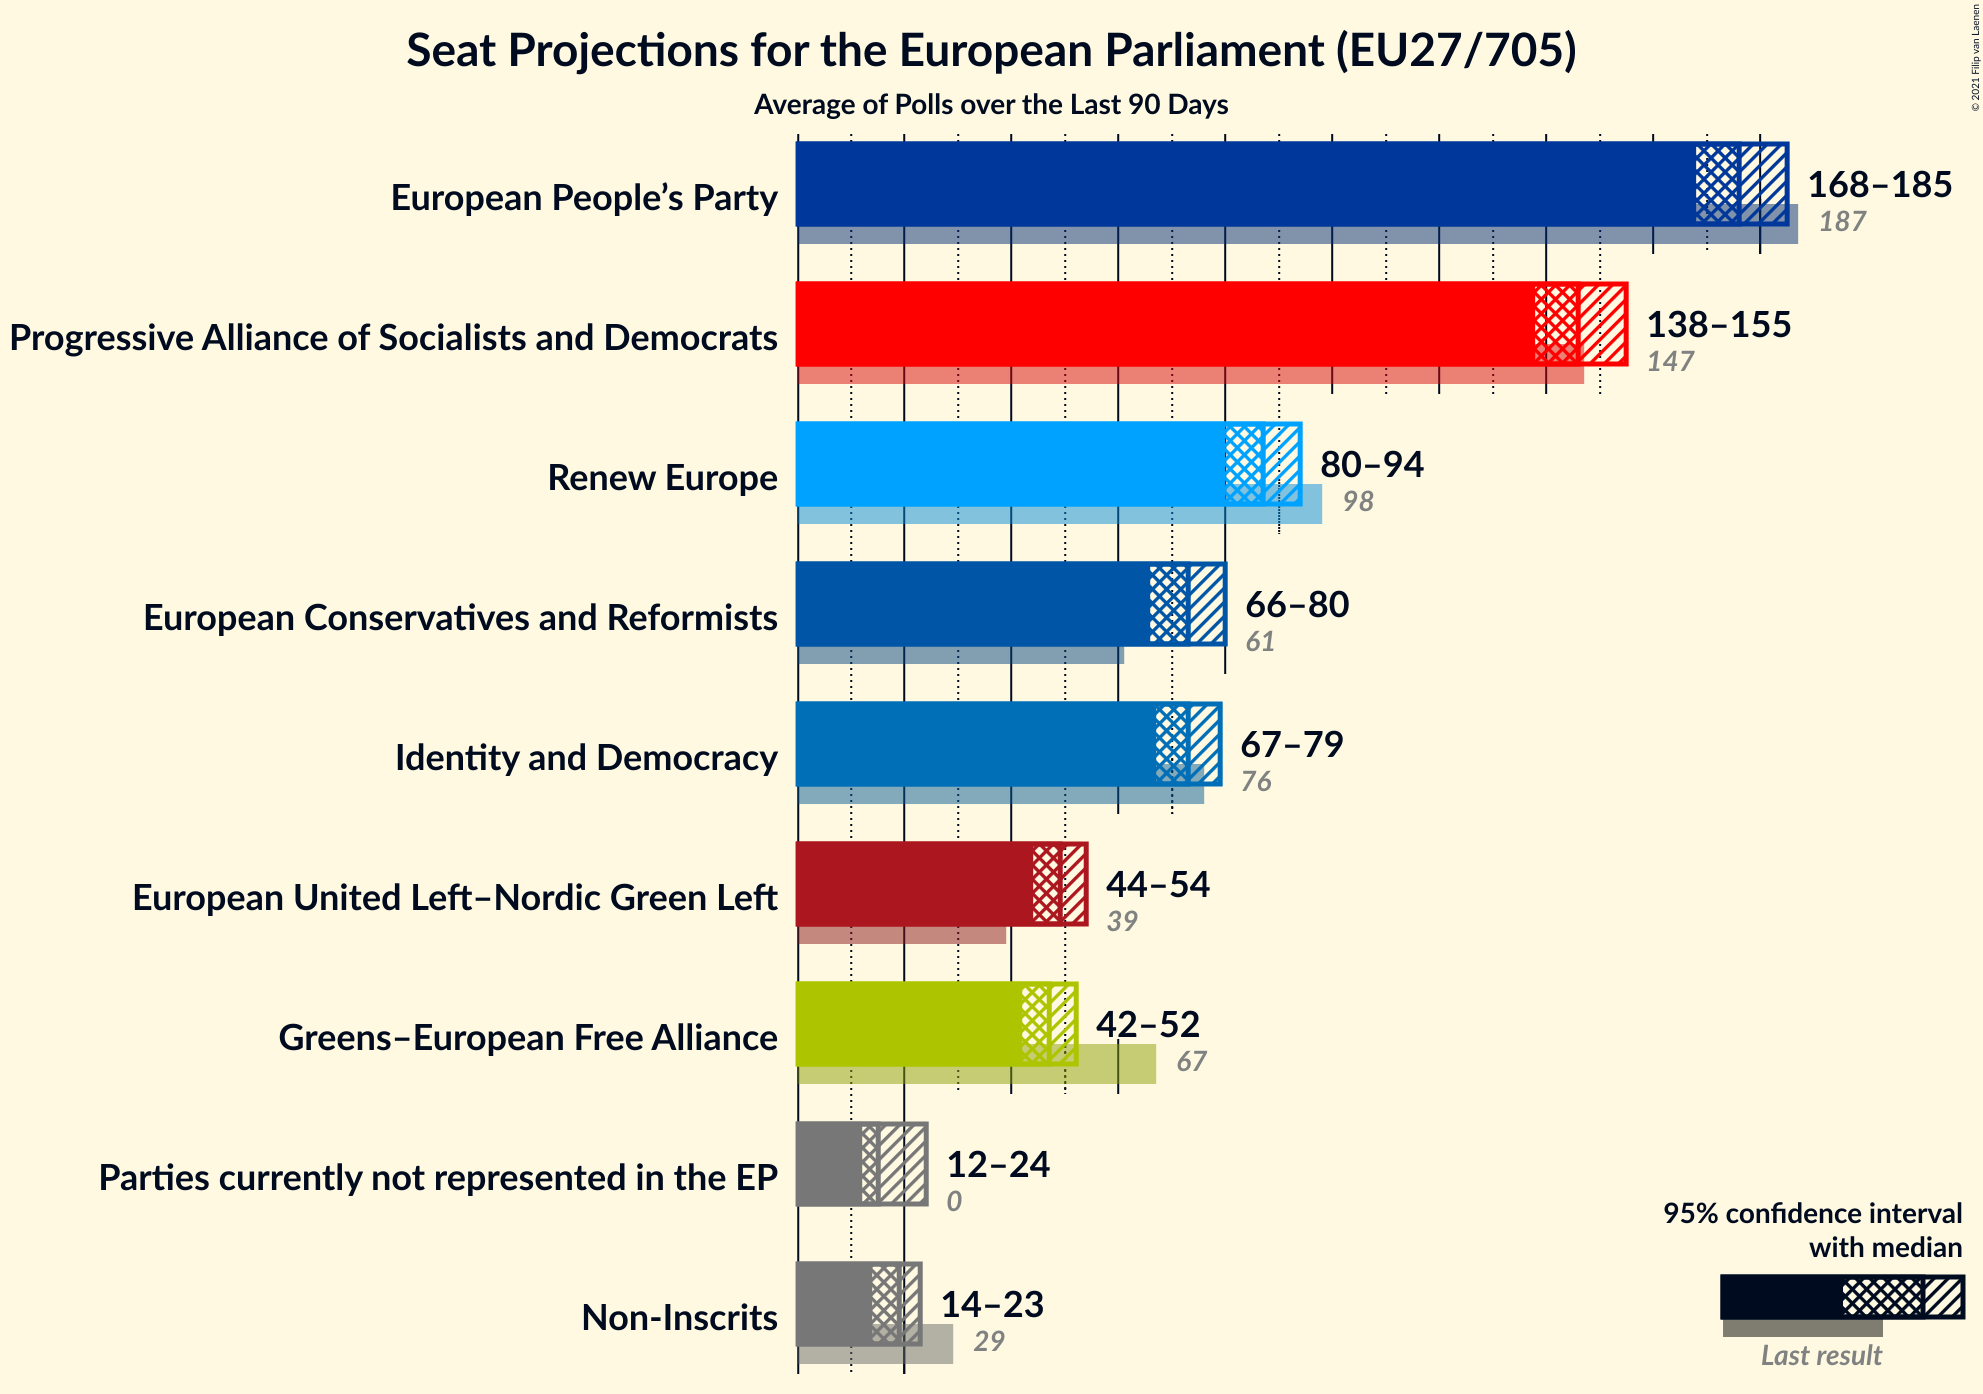 Seat Projections for the European Parliament (EU27/705)
Average of Polls over the Last 90 Days
© 2021 Filip van Laenen
European People’s Party
168–185
187
Progressive Alliance of Socialists and Democrats
138–155
147
Renew Europe
80–94
98
European Conservatives and Reformists
66–80
61
Identity and Democracy
67–79
76
European United Left–Nordic Green Left
44–54
39
Greens–European Free Alliance
42–52
67
Parties currently not represented in the EP
12–24
0
Non-Inscrits
14–23
29
95% confidence interval
with median
Last result